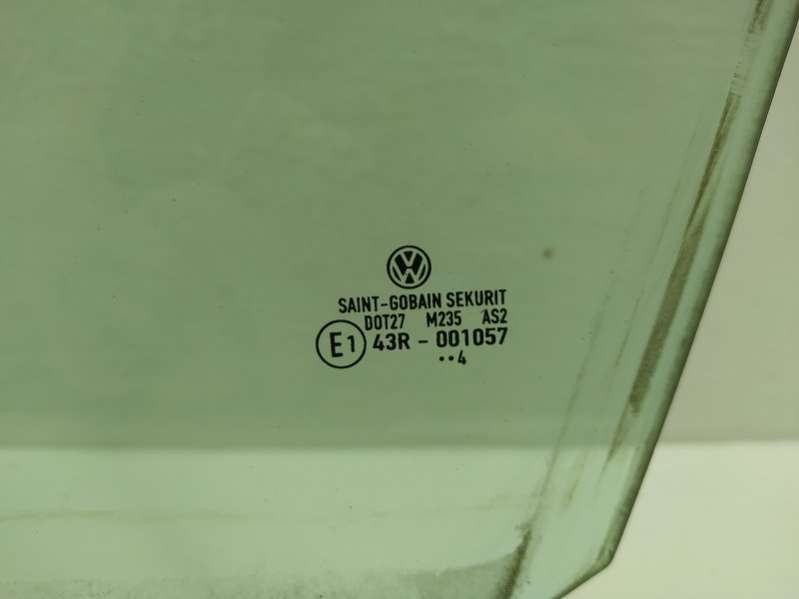 SAINT-GOBAIN SEKURIT
DOT27 M235 AS2
E1 43R - 001057
··4